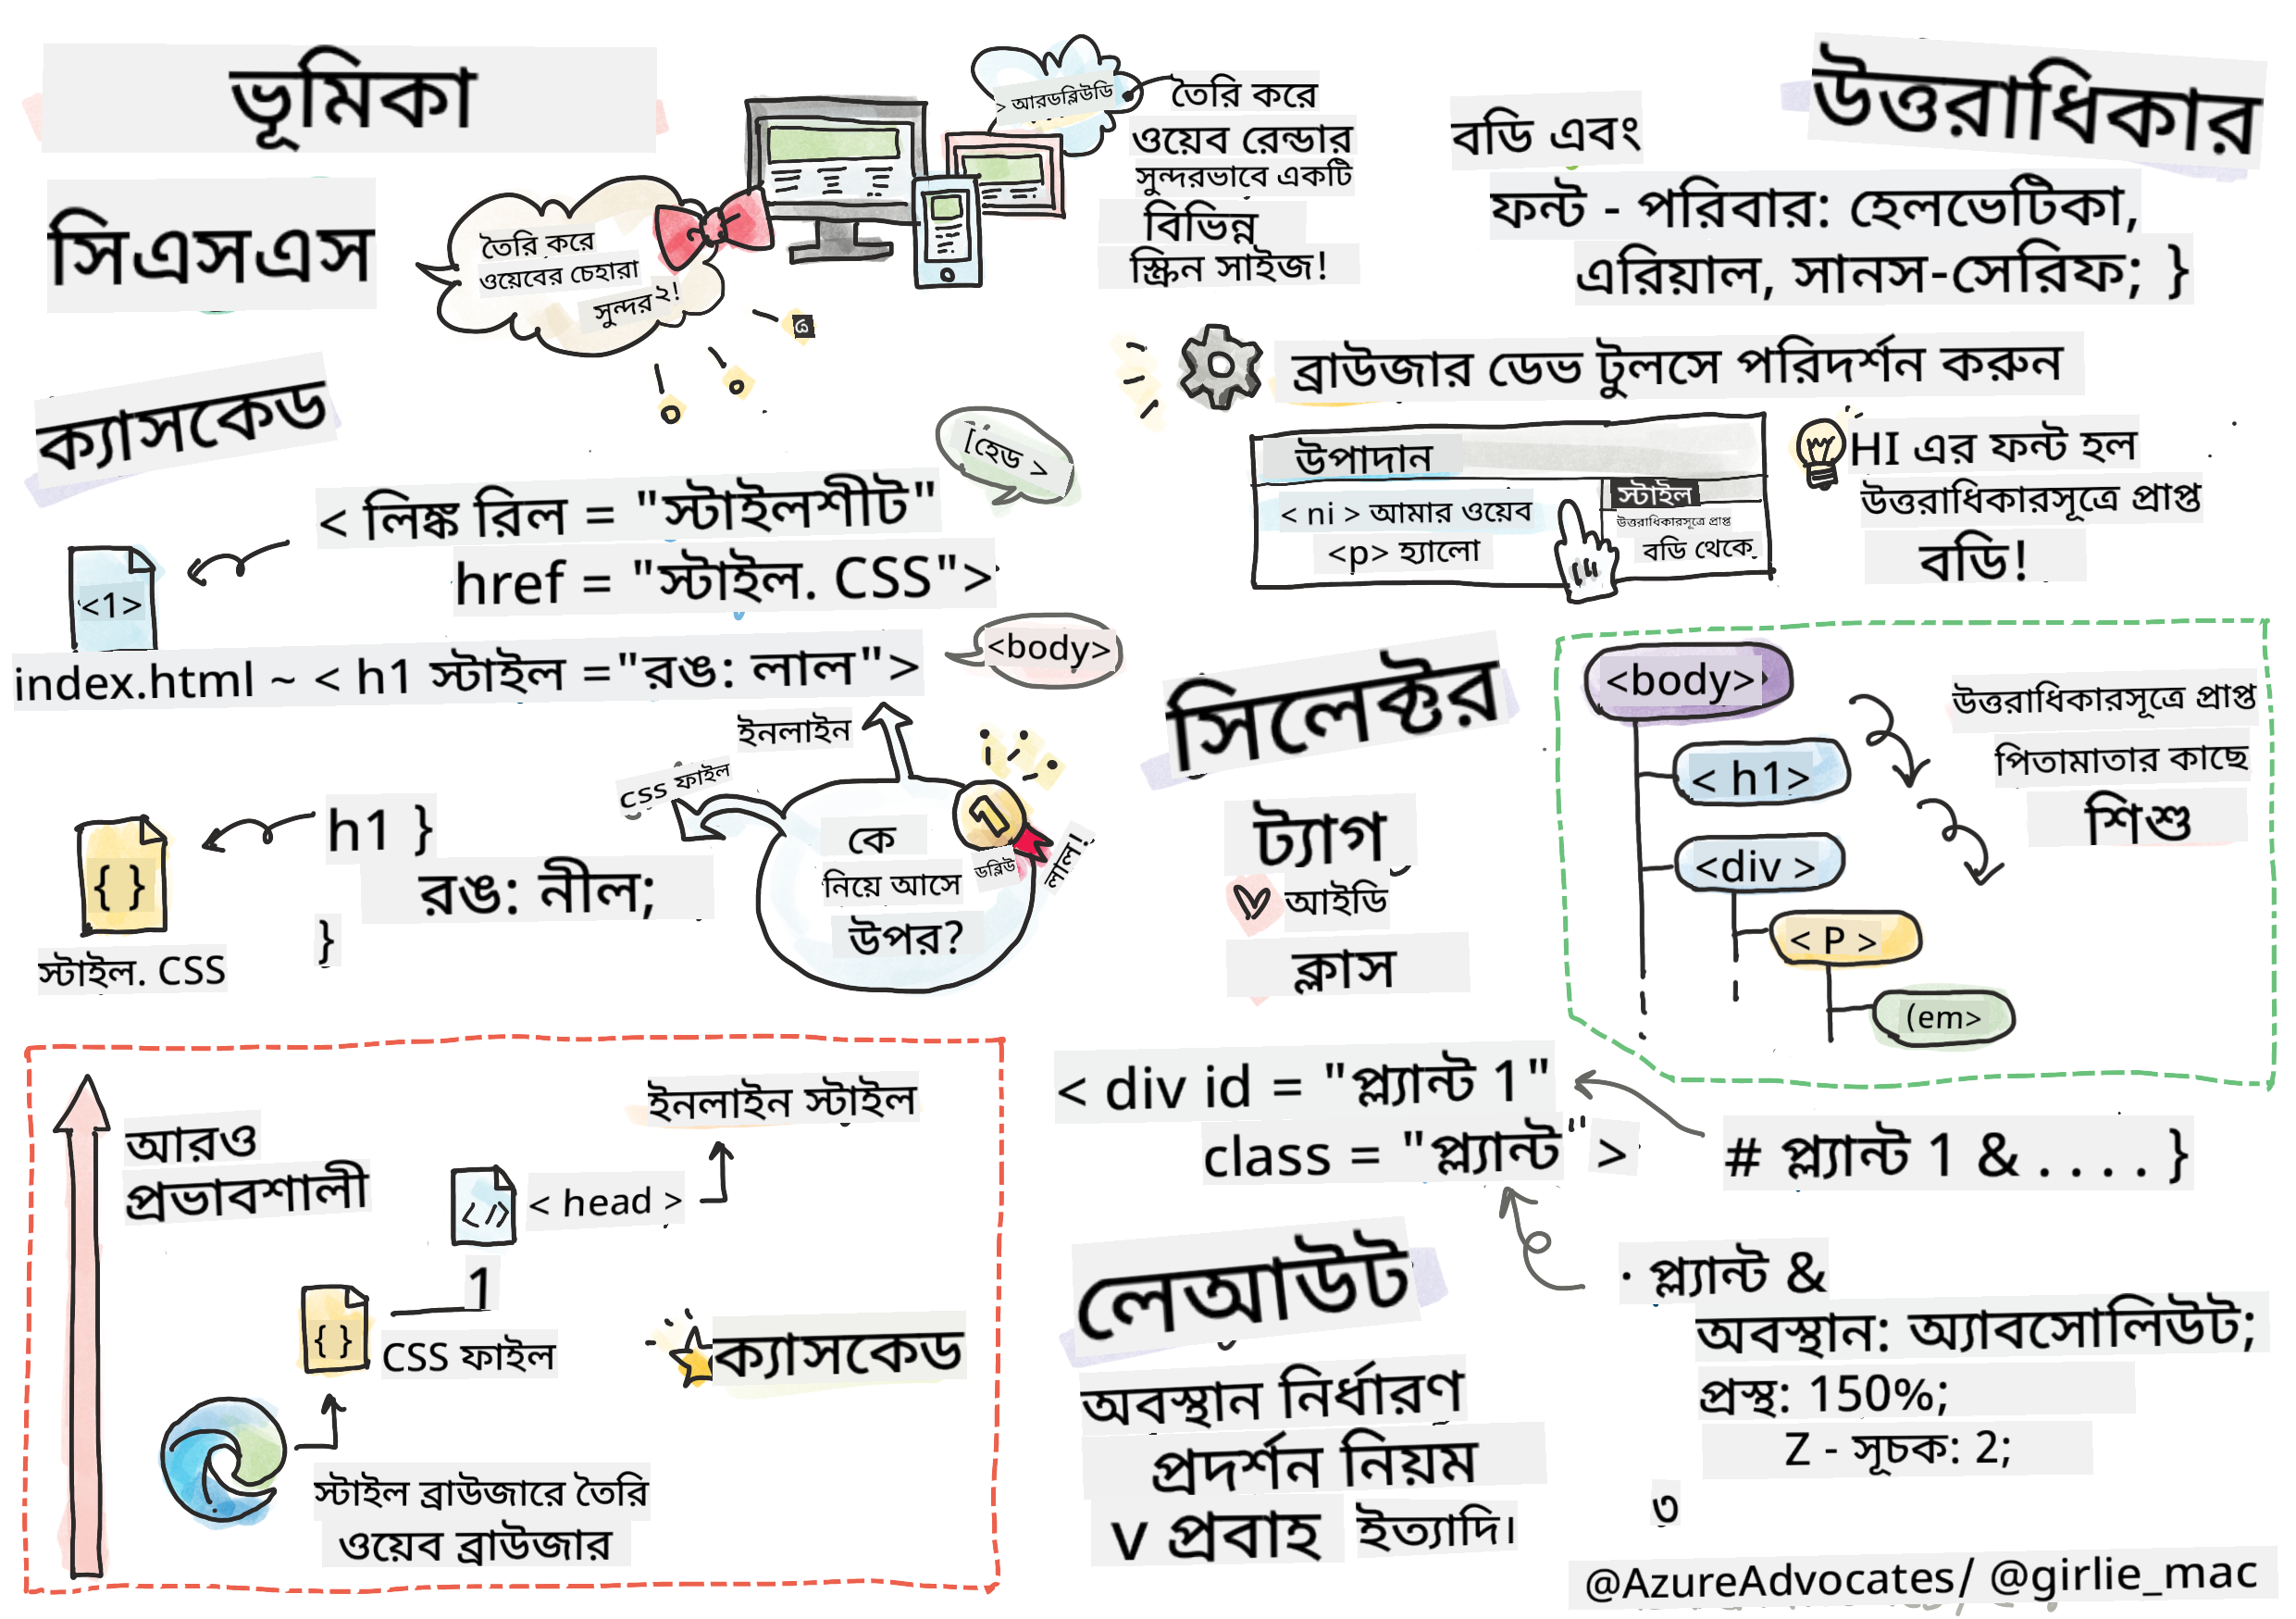 ভূমিকা
সিএসএস
তৈরি করে
ওয়েবের চেহারা
সুন্দর ২!
> আরডব্লিউডি
তৈরি করে
ওয়েব রেন্ডার
সুন্দরভাবে একটি
বিভিন্ন
স্ক্রিন সাইজ!
ক্যাসকেড
[হেড >
< লিঙ্ক রিল = "স্টাইলশীট"
href = "স্টাইল. CSS">
<1>
index.html ~ < h1 স্টাইল ="রঙ: লাল">
<body>
ইনলাইন
css ফাইল
h1 }
রঙ: নীল;
}
{ }
স্টাইল. CSS
কে
নিয়ে আসে
উপর?
1
ডব্লিউ
লাল!
আরও
প্রভাবশালী
ইনলাইন স্টাইল
</>
< head >
1
{ }
CSS ফাইল
ক্যাসকেড
স্টাইল ব্রাউজারে তৈরি
ওয়েব ব্রাউজার
উত্তরাধিকার
বডি এবং
ফন্ট - পরিবার: হেলভেটিকা,
এরিয়াল, সানস-সেরিফ; }
ব্রাউজার ডেভ টুলসে পরিদর্শন করুন
উপাদান
< ni > আমার ওয়েব
<p> হ্যালো
স্টাইল
উত্তরাধিকারসূত্রে প্রাপ্ত
বডি থেকে
HI এর ফন্ট হল
উত্তরাধিকারসূত্রে প্রাপ্ত
বডি!
<body>
< h1>
<div >
< P >
(em>
উত্তরাধিকারসূত্রে প্রাপ্ত
পিতামাতার কাছে
শিশু
সিলেক্টর
ট্যাগ
আইডি
ক্লাস
< div id = "প্ল্যান্ট 1"
class = "প্ল্যান্ট" >
# প্ল্যান্ট 1 & . . . . }
· প্ল্যান্ট &
অবস্থান: অ্যাবসোলিউট;
প্রস্থ: 150%;
Z - সূচক: 2;
৩
লেআউট
অবস্থান নির্ধারণ
প্রদর্শন নিয়ম
v প্রবাহ ইত্যাদি।
@AzureAdvocates/ @girlie_mac